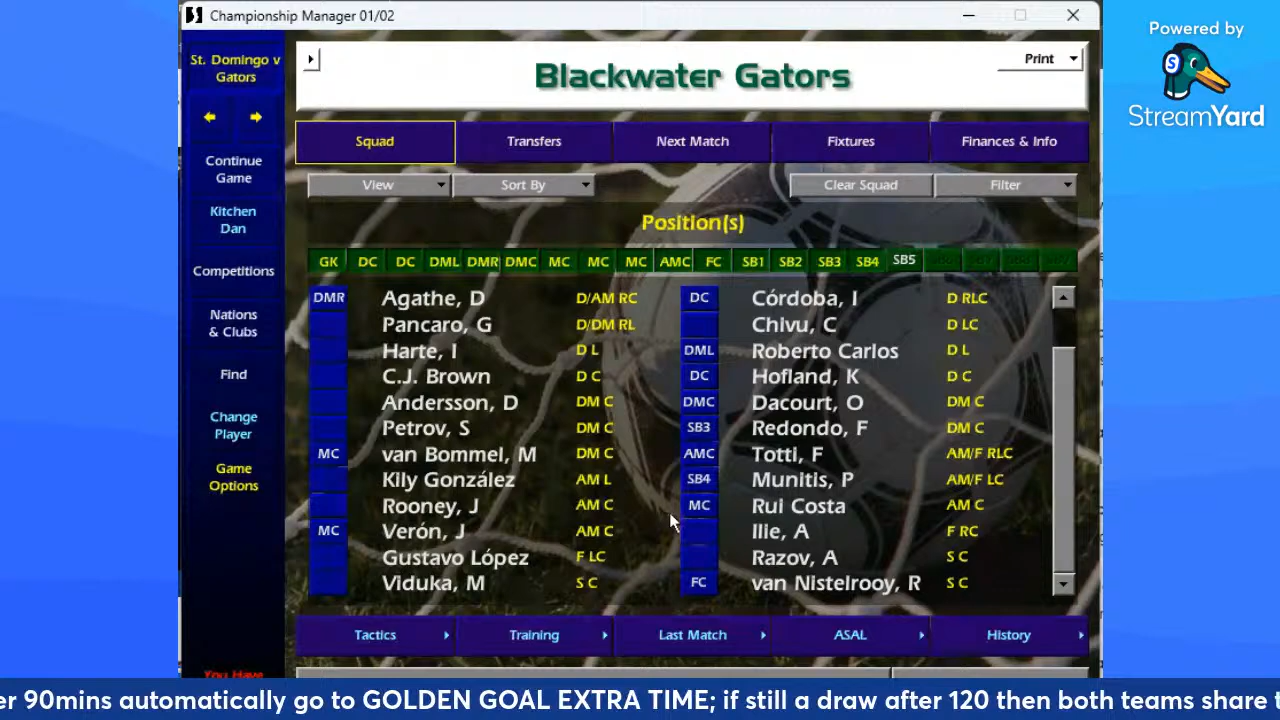 Championship Manager 01/02
Powered by
StreamYard
St. Domingo v
Gators
Blackwater Gators
Print
Continue
Game
Kitchen
Dan
Competitions
Nations
& Clubs
Find
Change
Player
Game
Options
You Have
Squad Transfers Next Match Fixtures Finances & Info
View Sort By Clear Squad Filter
Position(s)
GK DC DC DML DMR DMC MC MC MC AMC FC SB1 SB2 SB3 SB4 SB5
DMR Agathe, D D/AM RC DC Córdoba, I D RLC
Pancaro, G D/DM RL Chivu, C D LC
Harte, I D L DML Roberto Carlos D L
C.J. Brown D C DC Hofland, K D C
Andersson, D DM C DMC Dacourt, O DM C
Petrov, S DM C SB3 Redondo, F DM C
MC van Bommel, M DM C AMC Totti, F AM/F RLC
Kily González AM L SB4 Munitis, P AM/F LC
Rooney, J AM C MC Rui Costa AM C
MC Verón, J AM C Ilie, A F RC
Gustavo López F LC Razov, A S C
Viduka, M S C FC van Nistelrooy, R S C
Tactics Training Last Match ASAL History
er 90mins automatically go to GOLDEN GOAL EXTRA TIME; if still a draw after 120 then both teams share t